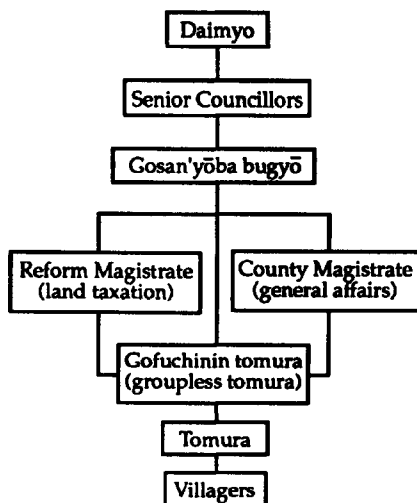 Daimyo
Senior Councillors
Gosan'yōba bugyō
Reform Magistrate
(land taxation)
County Magistrate
(general affairs)
Gofuchinin tomura
(groupless tomura)
Tomura
Villagers